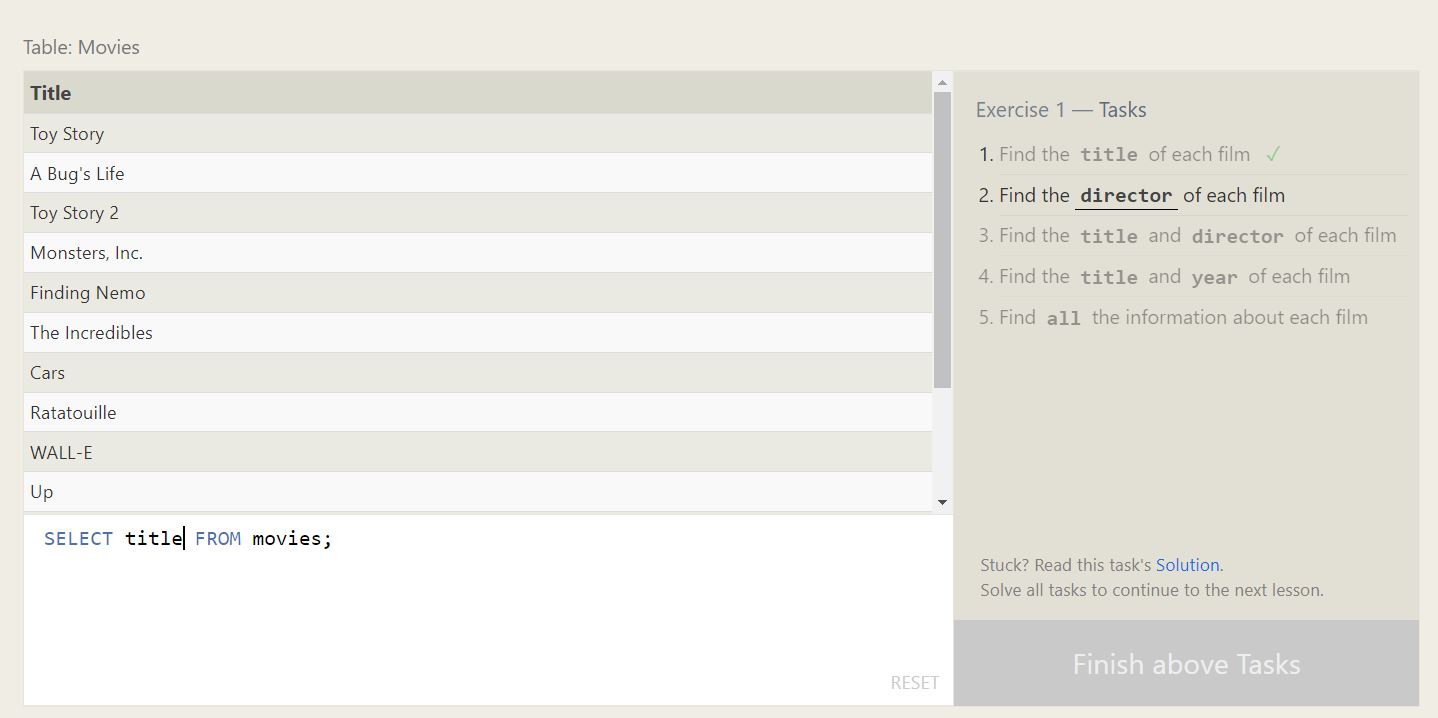 Table: Movies
Title
Toy Story
A Bug's Life
Toy Story 2
Monsters, Inc.
Finding Nemo
The Incredibles
Cars
Ratatouille
WALL-E
Up
SELECT title FROM movies;
RESET
Exercise 1 — Tasks
1. Find the title of each film ✓
2. Find the director of each film
3. Find the title and director of each film
4. Find the title and year of each film
5. Find all the information about each film
Stuck? Read this task's Solution.
Solve all tasks to continue to the next lesson.
Finish above Tasks